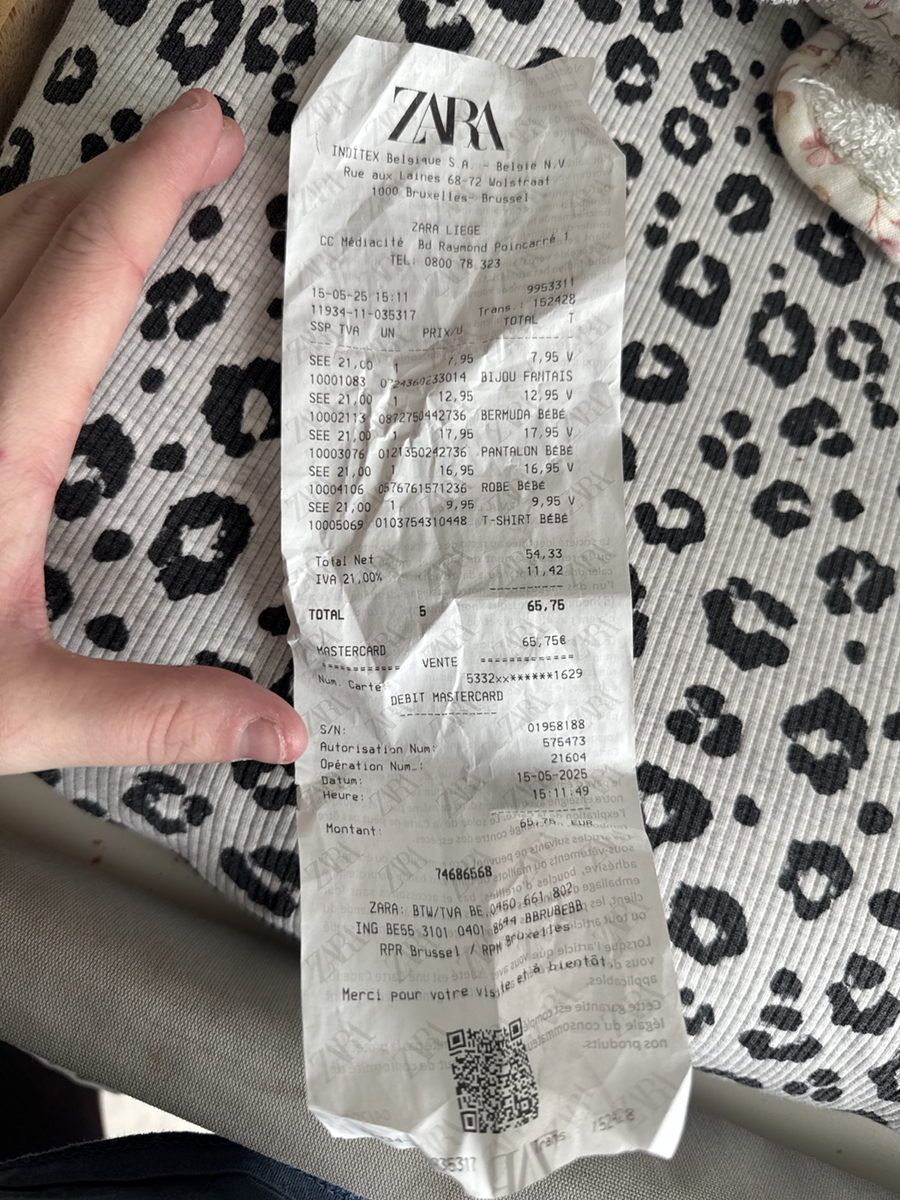 ZARA
INDITEX Belgique S.A. - Belgie N.V.
Rue aux Laines 68-72 Wolstraat
1000 Bruxelles- Brussel
ZARA LIEGE
CC Médiacité Bd Raymond Poincarré 1
TEL: 0800 78 323
9953311
15-05-25 15:11
11934-11-035317 Trans : 152428
SSP TVA UN PRIX/U TOTAL T
SEE 21,00 1 7,95 7,95 V
10001083 BIJOU FANTAIS
SEE 21,00 1 12,95 12,95 V
10002113 0872750442736 BERMUDA BÉBÉ
SEE 21,00 1 17,95 17,95 V
10003076 0121350242736 PANTALON BÉBÉ
SEE 21,00 1 16,95 16,95 V
10004106 0576761571236 ROBE BÉBÉ
SEE 21,00 1 9,95 9,95 V
10005069 0103754310448 T-SHIRT BÉBÉ
Total Net 54,33
IVA 21,00% 11,42
TOTAL 5 65,75
MASTERCARD 65,75€
============ VENTE =============
Num. Carte: 5332xx******1629
DEBIT MASTERCARD
S/N: 01958188
Autorisation Num: 575473
Opération Num.: 21604
Datum: 15-05-2025
Heure: 15:11:49
Montant: 65,75 EUR
74686568
ZARA: BTW/TVA BE 0450 661 802
ING BE55 3101 0401 8644 BBRUBEBB
RPR Brussel / RPM Bruxelles
Merci pour votre visite et à bientôt.
Trans 152428
35317